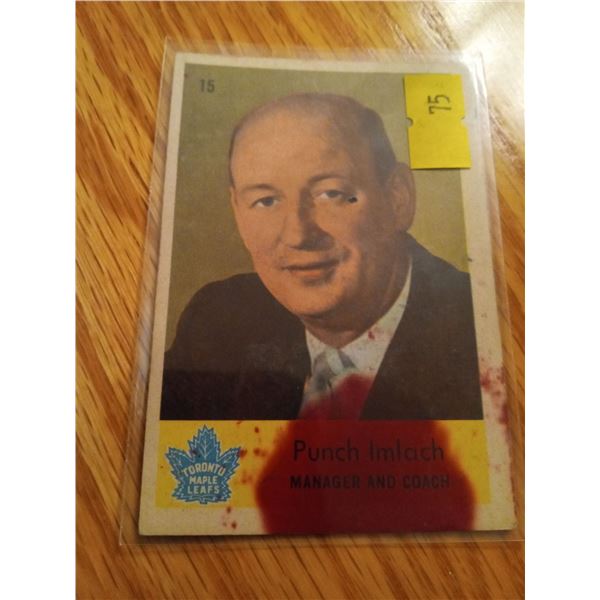 15
75
Punch Imlach
MANAGER AND COACH
TORONTO
MAPLE
LEAFS